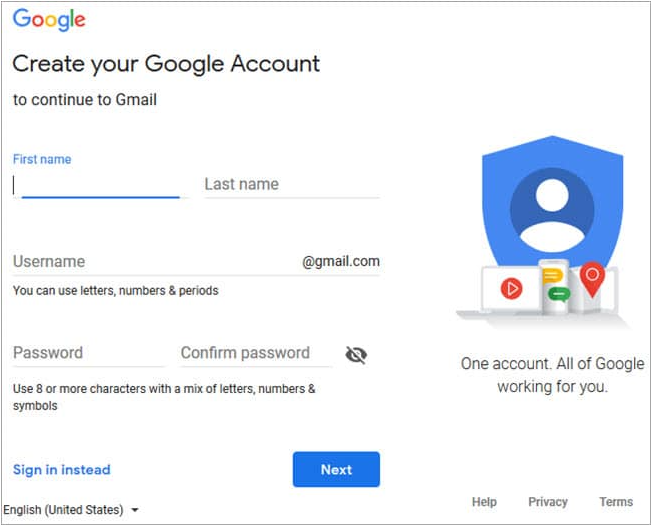 Google
Create your Google Account
to continue to Gmail
First name
Last name
Username
@gmail.com
You can use letters, numbers & periods
Password
Confirm password
Use 8 or more characters with a mix of letters, numbers &
symbols
One account. All of Google
working for you.
Sign in instead
Next
English (United States)
Help
Privacy
Terms